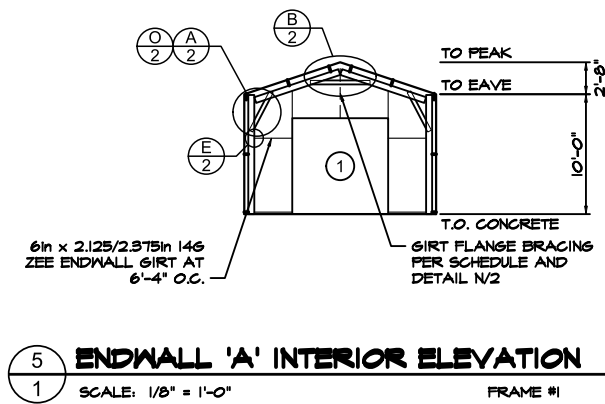 B
2
O
2
A
2
TO PEAK
TO EAVE
2'-8"
10'-0"
E
2
1
T.O. CONCRETE
6in x 2.125/2.375in 14G
ZEE ENDWALL GIRT AT
6'-4" O.C.
GIRT FLANGE BRACING
PER SCHEDULE AND
DETAIL N/2
5
1
ENDWALL 'A' INTERIOR ELEVATION
SCALE: 1/8" = 1'-0"
FRAME #1